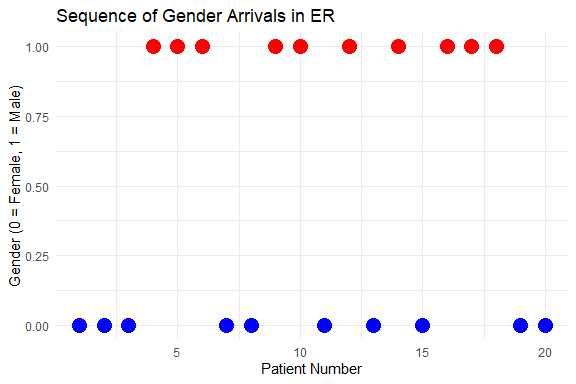 Sequence of Gender Arrivals in ER
Gender (0 = Female, 1 = Male)
1.00
0.75
0.50
0.25
0.00
5 10 15 20
Patient Number